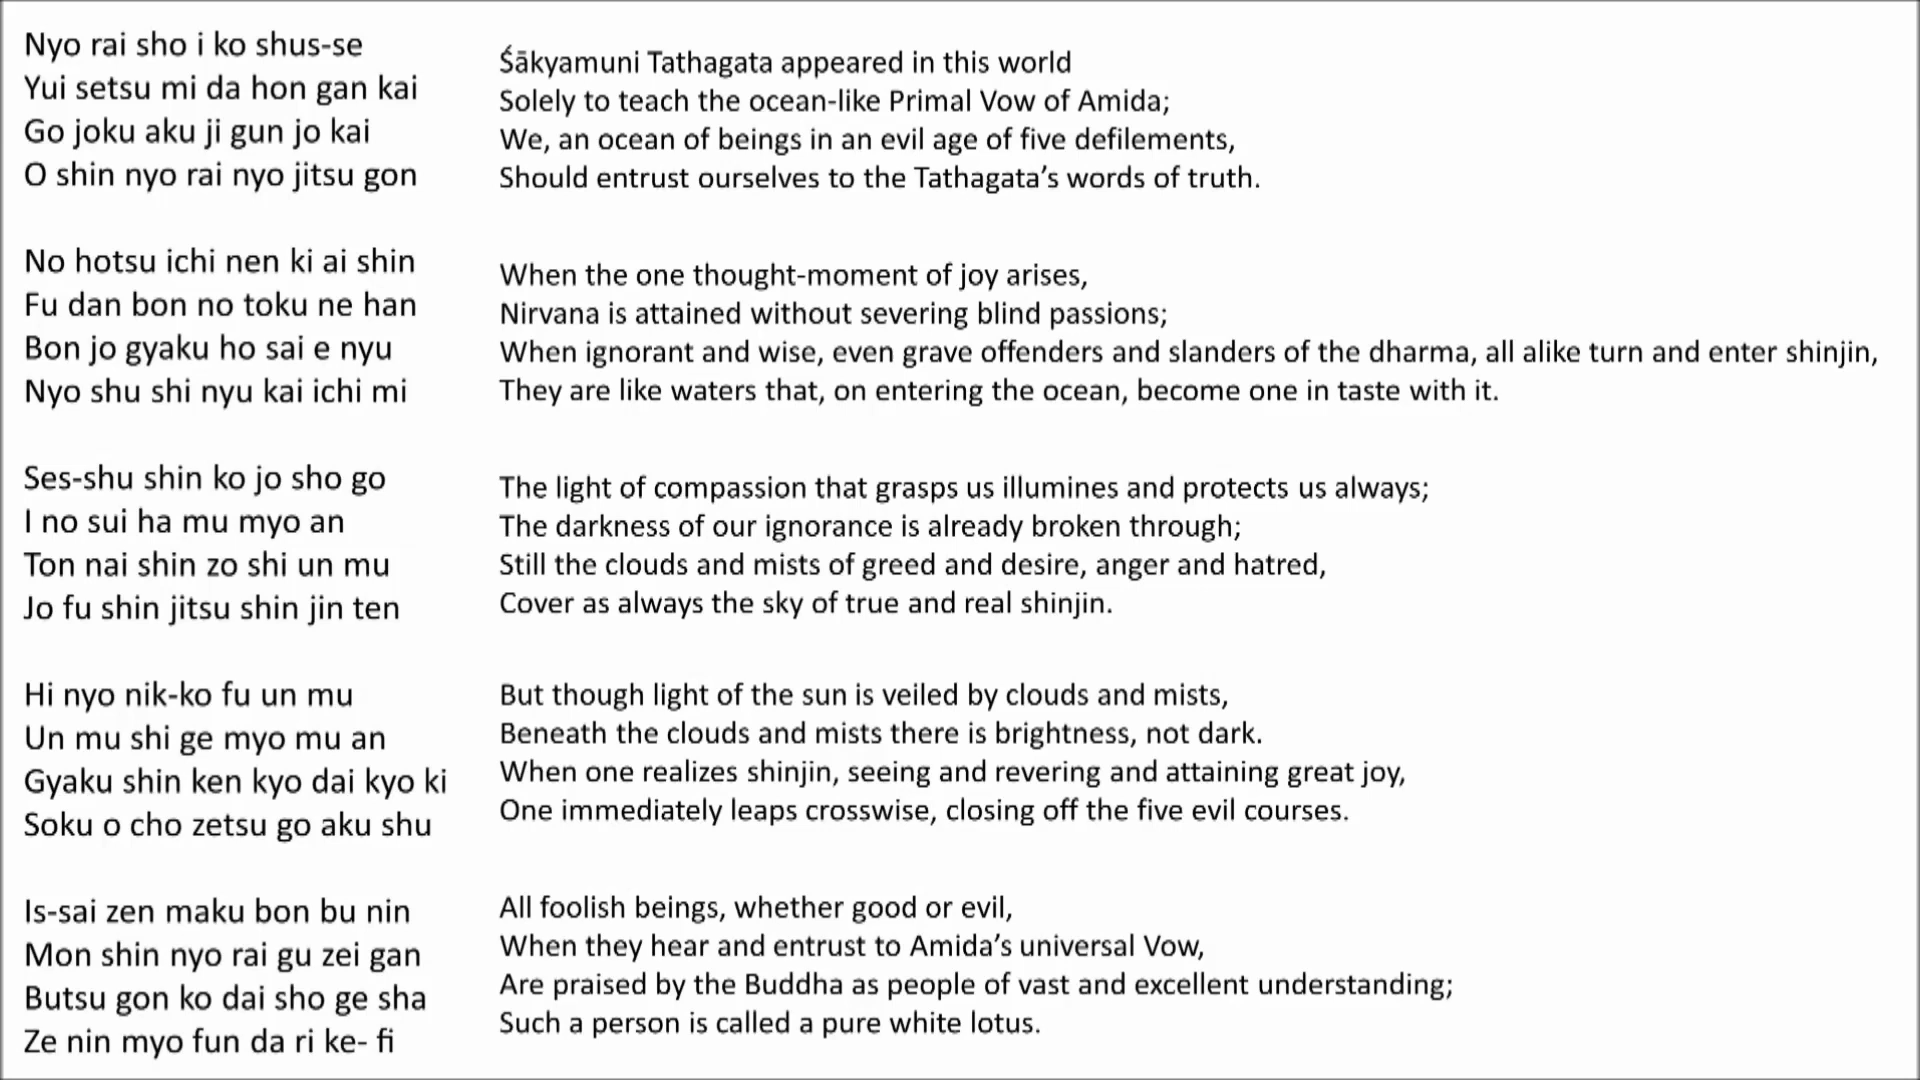 Nyo rai sho i ko shus-se
Yui setsu mi da hon gan kai
Go joku aku ji gun jo kai
O shin nyo rai nyo jitsu gon
Śākyamuni Tathagata appeared in this world
Solely to teach the ocean-like Primal Vow of Amida;
We, an ocean of beings in an evil age of five defilements,
Should entrust ourselves to the Tathagata’s words of truth.
No hotsu ichi nen ki ai shin
Fu dan bon no toku ne han
Bon jo gyaku ho sai e nyu
Nyo shu shi nyu kai ichi mi
When the one thought-moment of joy arises,
Nirvana is attained without severing blind passions;
When ignorant and wise, even grave offenders and slanders of the dharma, all alike turn and enter shinjin,
They are like waters that, on entering the ocean, become one in taste with it.
Ses-shu shin ko jo sho go
I no sui ha mu myo an
Ton nai shin zo shi un mu
Jo fu shin jitsu shin jin ten
The light of compassion that grasps us illumines and protects us always;
The darkness of our ignorance is already broken through;
Still the clouds and mists of greed and desire, anger and hatred,
Cover as always the sky of true and real shinjin.
Hi nyo nik-ko fu un mu
Un mu shi ge myo mu an
Gyaku shin ken kyo dai kyo ki
Soku o cho zetsu go aku shu
But though light of the sun is veiled by clouds and mists,
Beneath the clouds and mists there is brightness, not dark.
When one realizes shinjin, seeing and revering and attaining great joy,
One immediately leaps crosswise, closing off the five evil courses.
Is-sai zen maku bon bu nin
Mon shin nyo rai gu zei gan
Butsu gon ko dai sho ge sha
Ze nin myo fun da ri ke- fi
All foolish beings, whether good or evil,
When they hear and entrust to Amida’s universal Vow,
Are praised by the Buddha as people of vast and excellent understanding;
Such a person is called a pure white lotus.